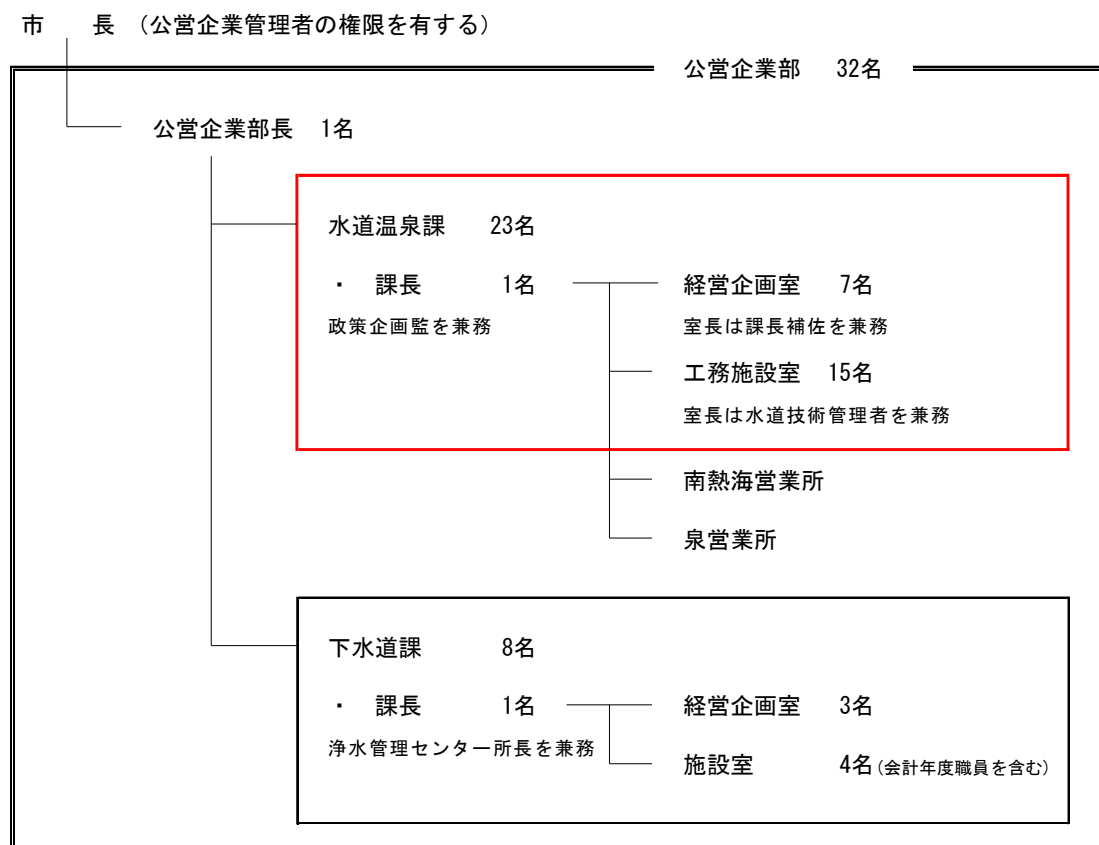 市　　長 （公営企業管理者の権限を有する）
公営企業部　32名
公営企業部長　1名
水道温泉課　23名
・　課長　1名
経営企画室　7名
政策企画監を兼務
室長は課長補佐を兼務
工務施設室　15名
室長は水道技術管理者を兼務
南熱海営業所
泉営業所
下水道課　8名
・　課長　1名
経営企画室　3名
浄水管理センター所長を兼務
施設室　4名(会計年度職員を含む)